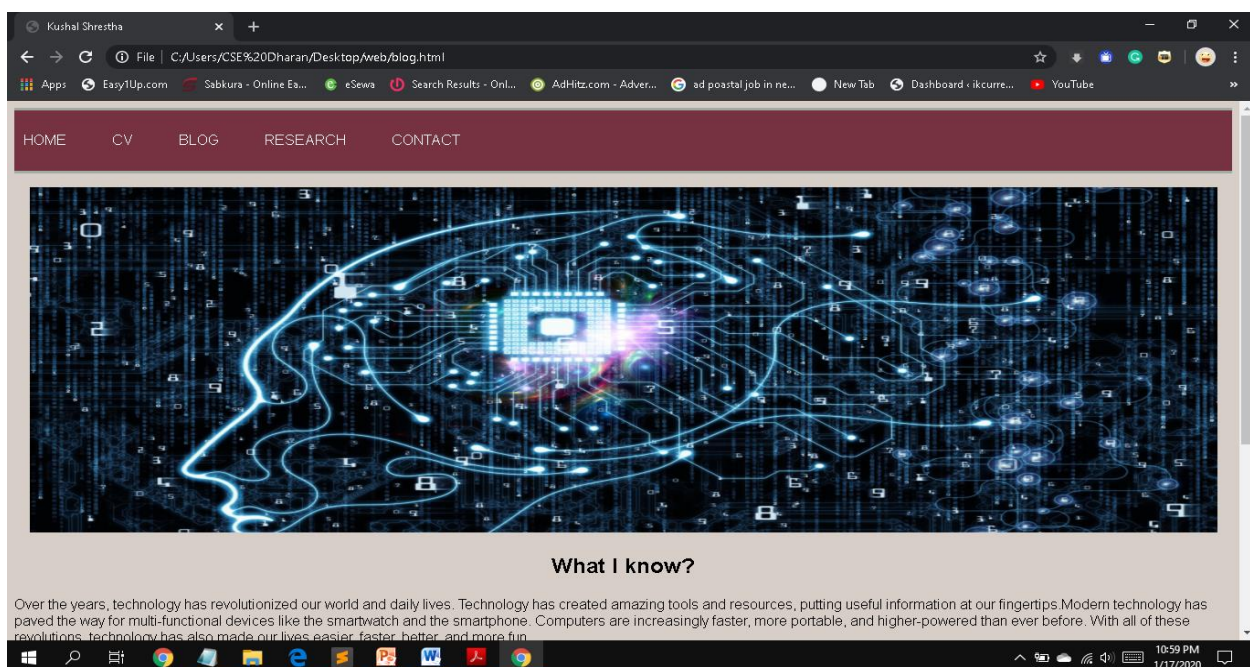 Kushal Shrestha
File | C:/Users/CSE%20Dharan/Desktop/web/blog.html
Apps Easy1Up.com Sabkura - Online Ea... eSewa Search Results - Onl... AdHitz.com - Adver... ad poastal job in ne... New Tab Dashboard ‹ ikcurre... YouTube »
HOME CV BLOG RESEARCH CONTACT
What I know?
Over the years, technology has revolutionized our world and daily lives. Technology has created amazing tools and resources, putting useful information at our fingertips.Modern technology has
paved the way for multi-functional devices like the smartwatch and the smartphone. Computers are increasingly faster, more portable, and higher-powered than ever before. With all of these
revolutions, technology has also made our lives easier, faster, better, and more fun.
10:59 PM
1/17/2020